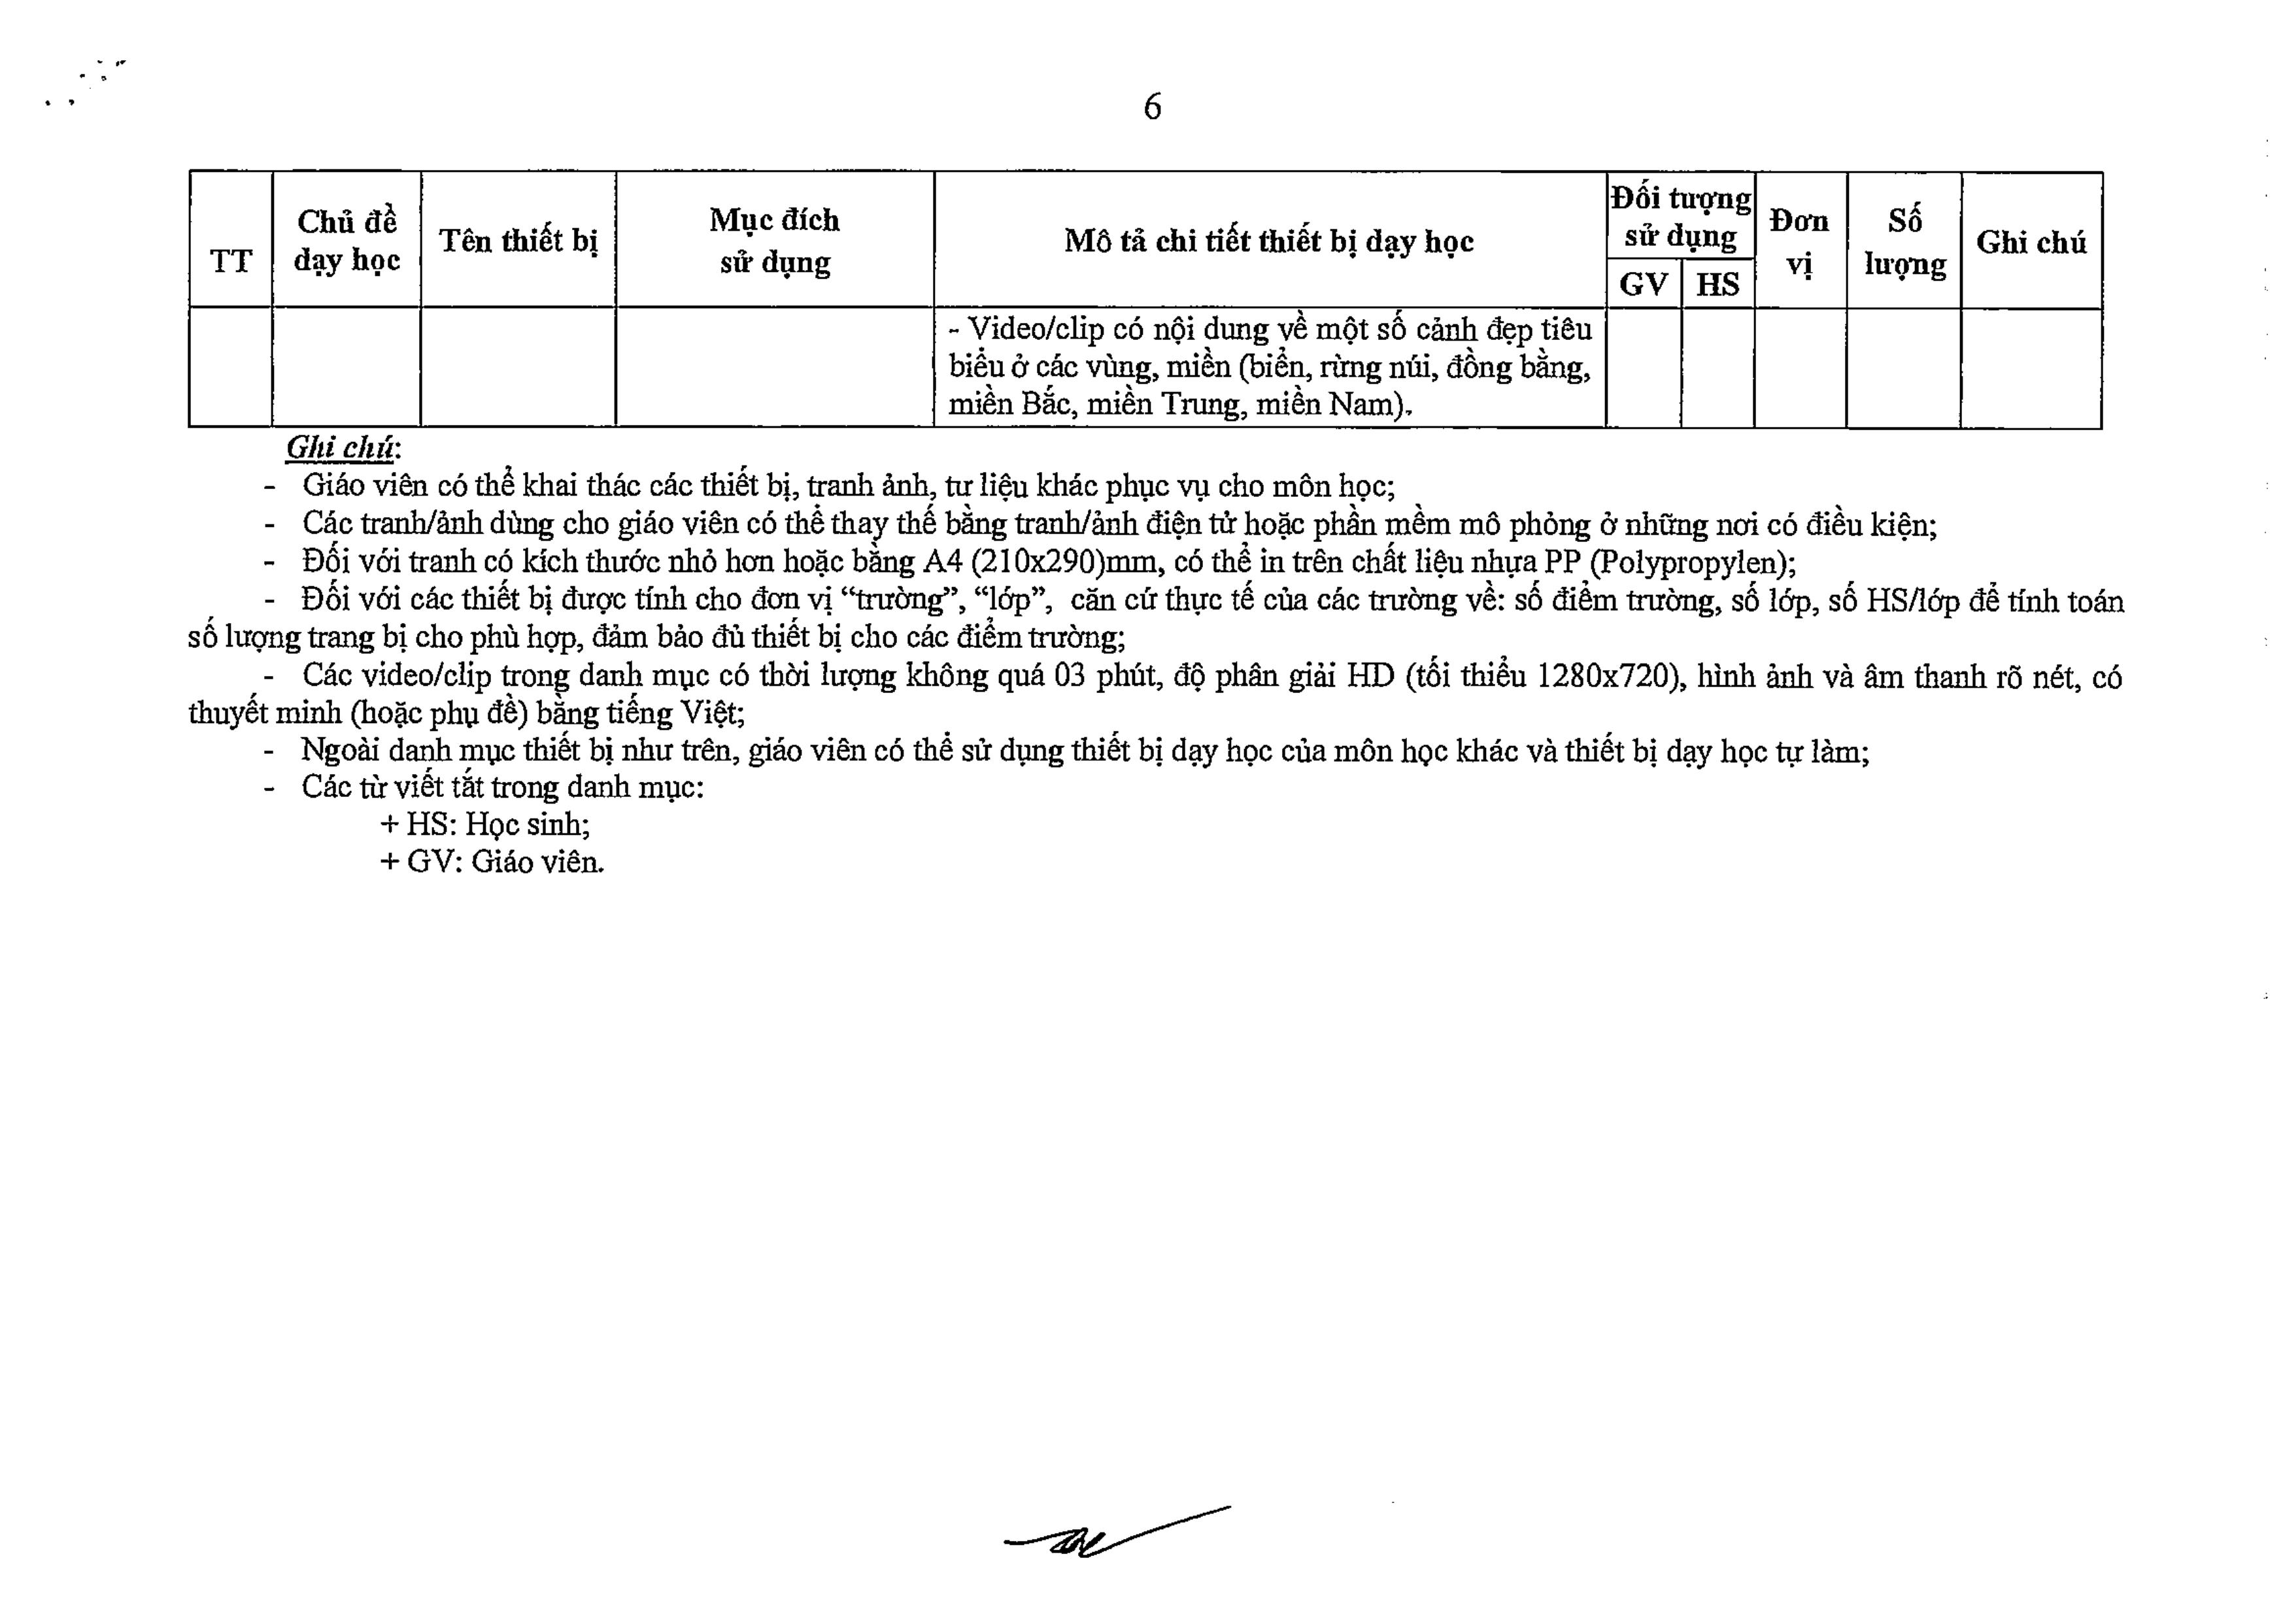 6
TT
Chủ đề
dạy học
Tên thiết bị
Mục đích
sử dụng
Mô tả chi tiết thiết bị dạy học
Đối tượng
sử dụng
GV HS
Đơn
vị
Số
lượng
Ghi chú
- Video/clip có nội dung về một số cảnh đẹp tiêu
biểu ở các vùng, miền (biển, rừng núi, đồng bằng,
miền Bắc, miền Trung, miền Nam).
Ghi chú:
- Giáo viên có thể khai thác các thiết bị, tranh ảnh, tư liệu khác phục vụ cho môn học;
- Các tranh/ảnh dùng cho giáo viên có thể thay thế bằng tranh/ảnh điện tử hoặc phần mềm mô phỏng ở những nơi có điều kiện;
- Đối với tranh có kích thước nhỏ hơn hoặc bằng A4 (210x290)mm, có thể in trên chất liệu nhựa PP (Polypropylen);
- Đối với các thiết bị được tính cho đơn vị “trường”, “lớp”, căn cứ thực tế của các trường về: số điểm trường, số lớp, số HS/lớp để tính toán
số lượng trang bị cho phù hợp, đảm bảo đủ thiết bị cho các điểm trường;
- Các video/clip trong danh mục có thời lượng không quá 03 phút, độ phân giải HD (tối thiểu 1280x720), hình ảnh và âm thanh rõ nét, có
thuyết minh (hoặc phụ đề) bằng tiếng Việt;
- Ngoài danh mục thiết bị như trên, giáo viên có thể sử dụng thiết bị dạy học của môn học khác và thiết bị dạy học tự làm;
- Các từ viết tắt trong danh mục:
+ HS: Học sinh;
+ GV: Giáo viên.